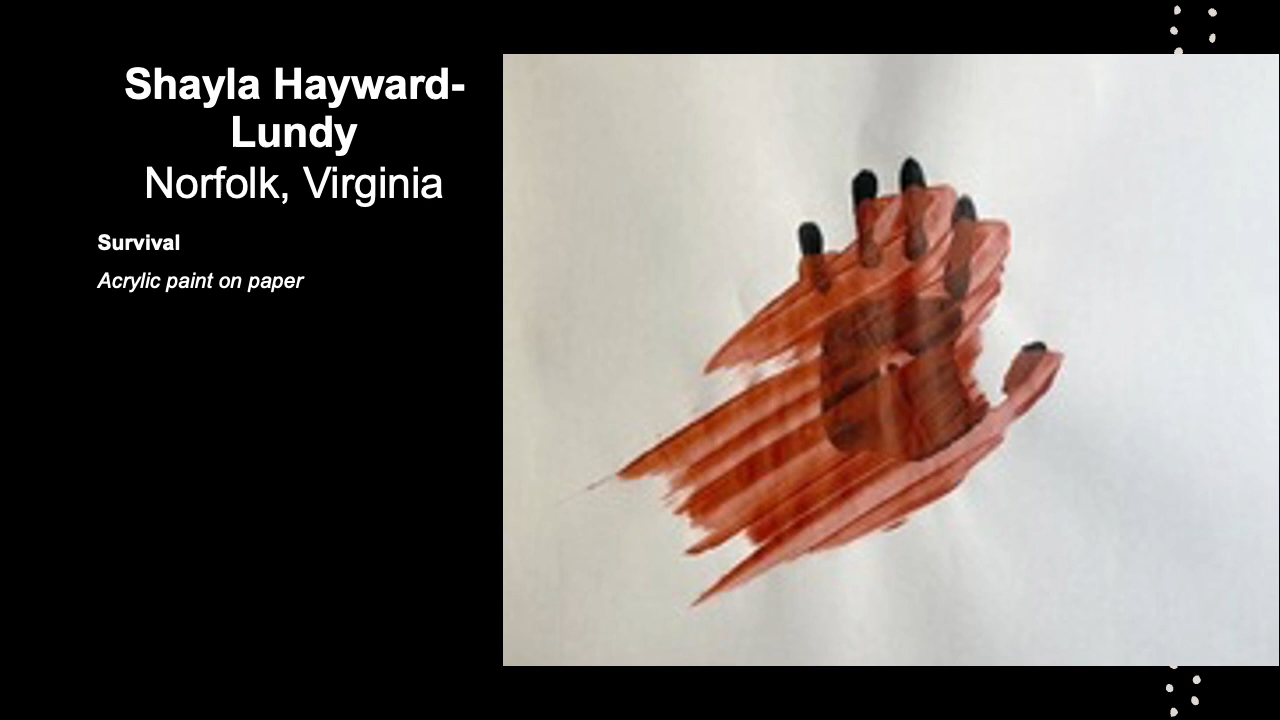 Shayla Hayward-
Lundy
Norfolk, Virginia
Survival
Acrylic paint on paper